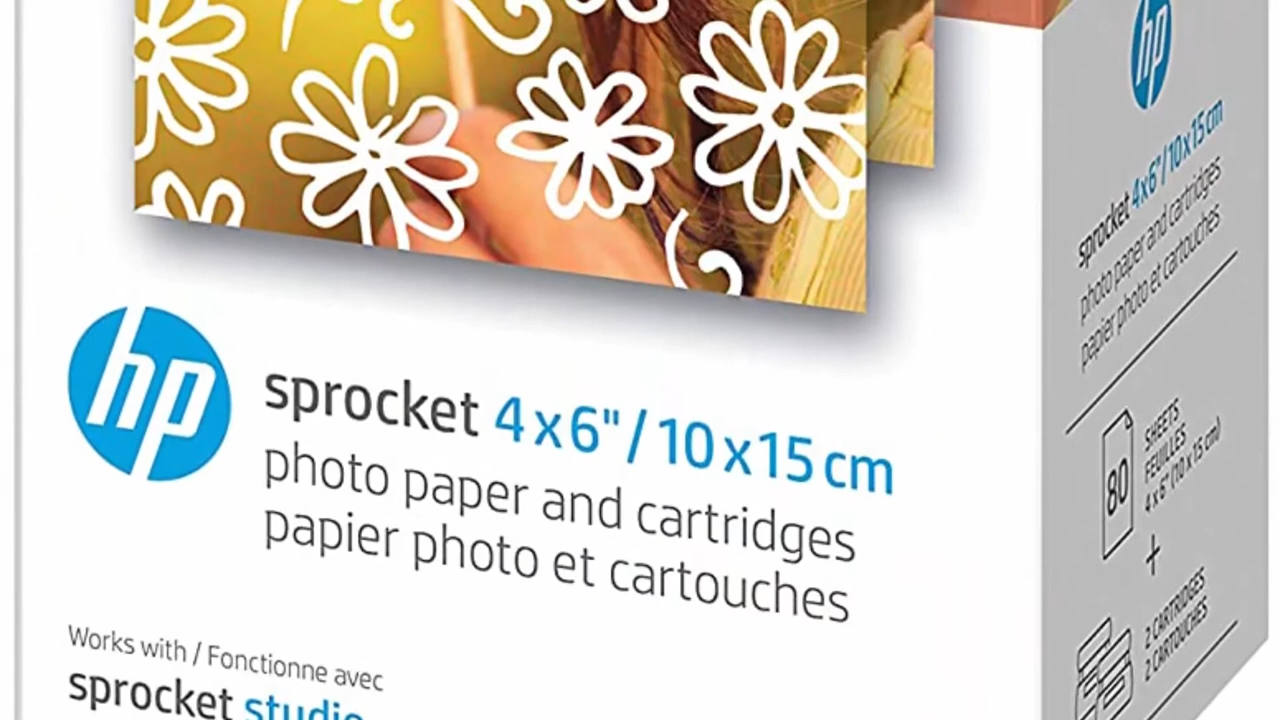 hp
sprocket 4x6"/10x15cm
photo paper and cartridges
papier photo et cartouches
Works with / Fonctionne avec
sprocket studio
hp
sprocket 4x6"/10x15cm
photo paper and cartridges
papier photo et cartouches
80
SHEETS
FEUILLES
4x6" (10x15 cm)
+
2 CARTRIDGES
2 CARTOUCHES